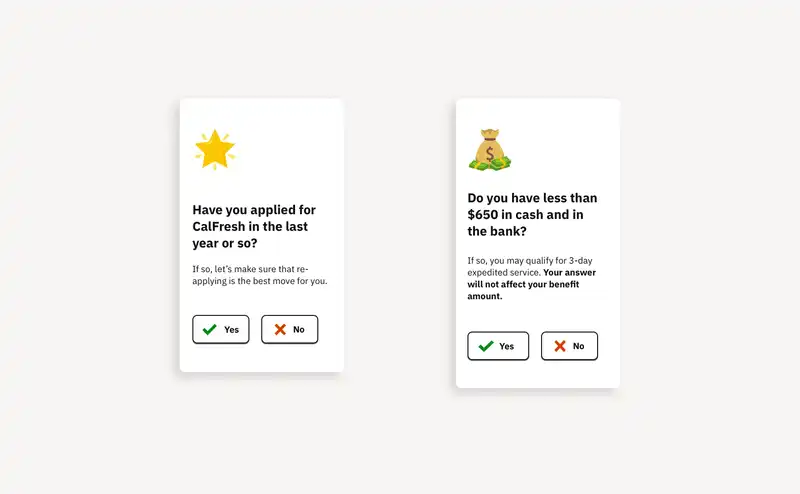 Have you applied for
CalFresh in the last
year or so?
If so, let’s make sure that re-
applying is the best move for you.
Yes
No
$
Do you have less than
$650 in cash and in
the bank?
If so, you may qualify for 3-day
expedited service. Your answer
will not affect your benefit
amount.
Yes
No